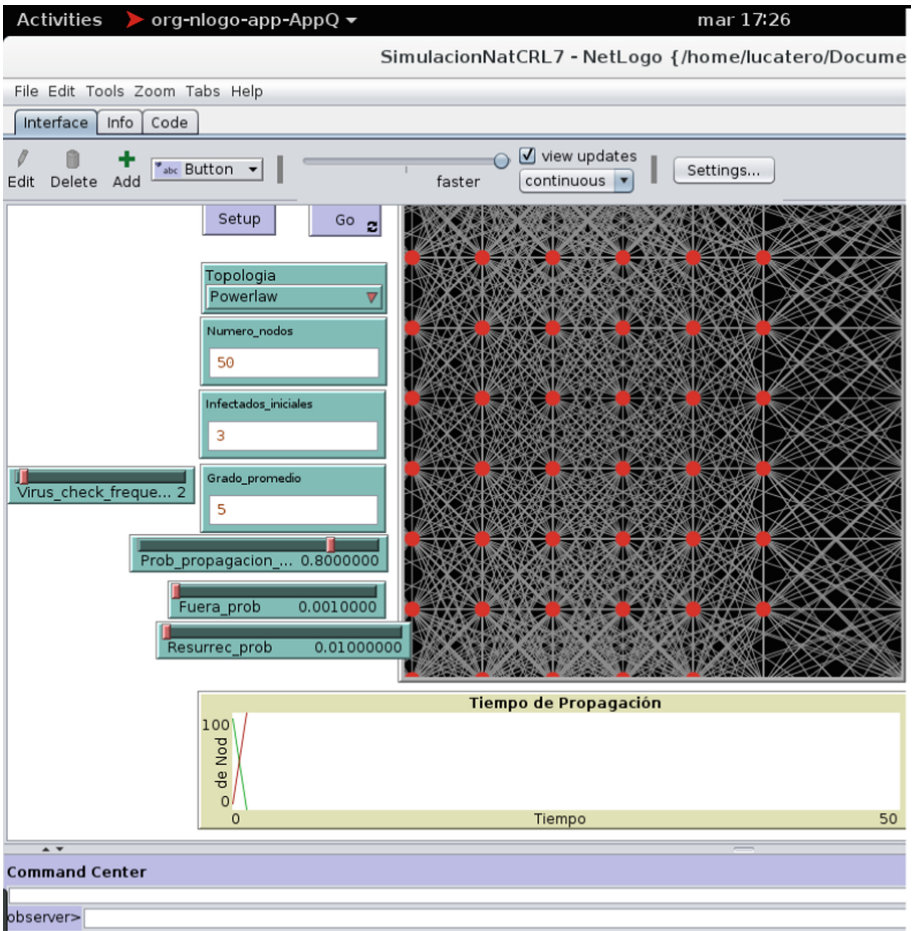 Activities org-nlogo-app-AppQ mar 17:26
SimulacionNatCRL7 - NetLogo {/home/lucatero/Docume
File Edit Tools Zoom Tabs Help
Interface Info Code
Edit Delete Add abc Button faster view updates continuous Settings...
Setup Go
Topologia
Powerlaw
Numero_nodos
50
Infectados_iniciales
3
Grado_promedio
5
Virus_check_freque... 2
Prob_propagacion_... 0.8000000
Fuera_prob 0.0010000
Resurrec_prob 0.01000000
Tiempo de Propagación
100
de Nod
0
0 Tiempo 50
Command Center
observer>